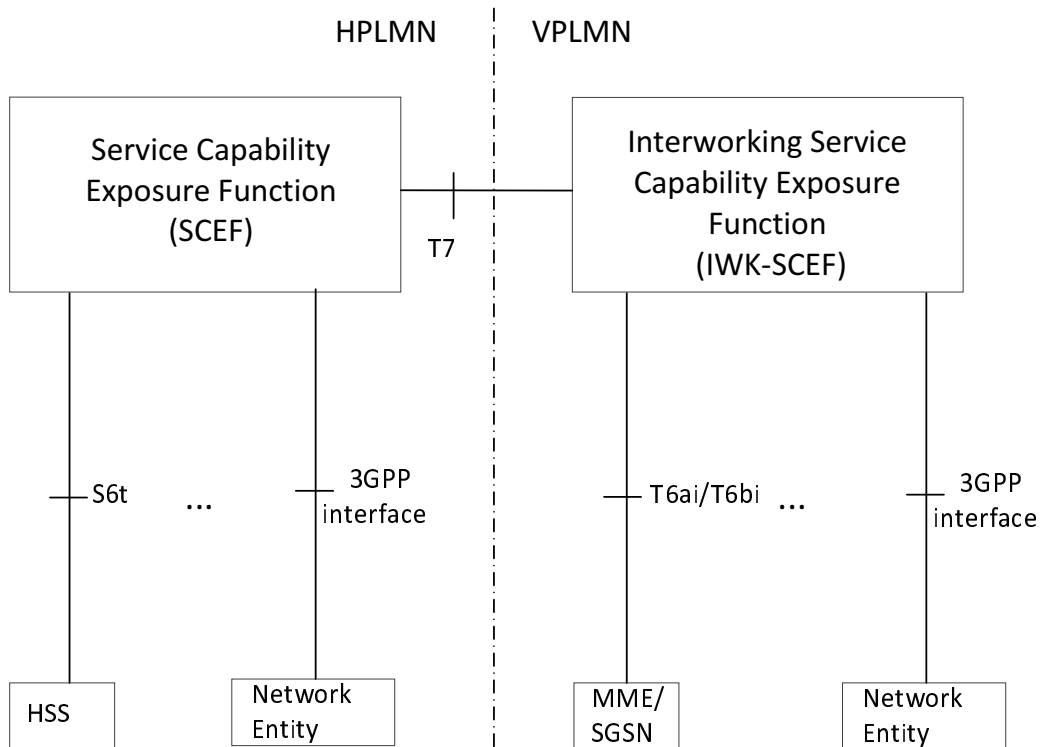 HPLMN
VPLMN
Service Capability
Exposure Function
(SCEF)
T7
Interworking Service
Capability Exposure
Function
(IWK-SCEF)
S6t
...
3GPP
interface
T6ai/T6bi
...
3GPP
interface
HSS
Network
Entity
MME/
SGSN
Network
Entity